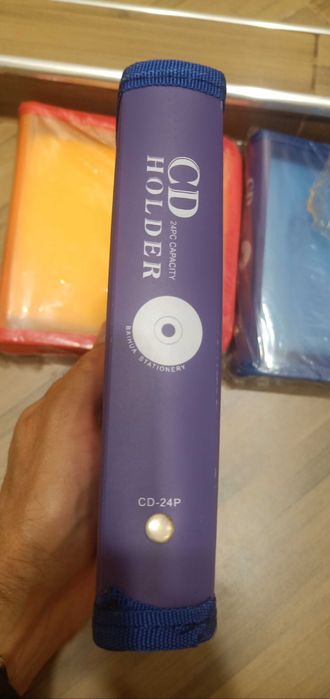 CD
HOLDER
24PC CAPACITY
BAIHUA STATIONERY
CD-24P